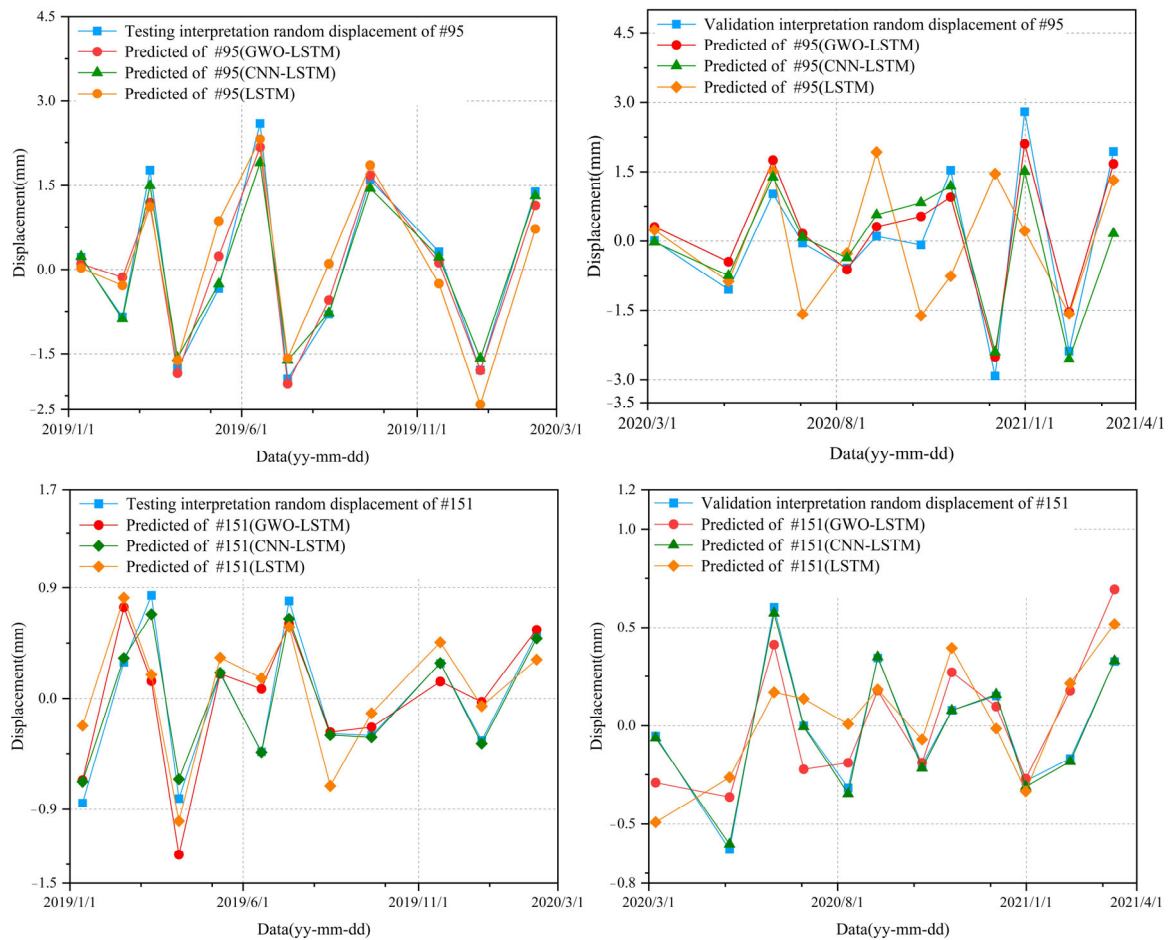 4.5
3.0
1.5
0.0
-1.5
-2.5
Displacement(mm)
Testing interpretation random displacement of #95
Predicted of #95(GWO-LSTM)
Predicted of #95(CNN-LSTM)
Predicted of #95(LSTM)
2019/1/1 2019/6/1 2019/11/1 2020/3/1
Data(yy-mm-dd)
4.5
3.0
1.5
0.0
-1.5
-3.0
-3.5
Displacement(mm)
Validation interpretation random displacement of #95
Predicted of #95(GWO-LSTM)
Predicted of #95(CNN-LSTM)
Predicted of #95(LSTM)
2020/3/1 2020/8/1 2021/1/1 2021/4/1
Data(yy-mm-dd)
1.7
0.9
0.0
-0.9
-1.5
Displacement(mm)
Testing interpretation random displacement of #151
Predicted of #151(GWO-LSTM)
Predicted of #151(CNN-LSTM)
Predicted of #151(LSTM)
2019/1/1 2019/6/1 2019/11/1 2020/3/1
Data(yy-mm-dd)
1.2
1.0
0.5
0.0
-0.5
-0.8
Displacement(mm)
Validation interpretation random displacement of #151
Predicted of #151(GWO-LSTM)
Predicted of #151(CNN-LSTM)
Predicted of #151(LSTM)
2020/3/1 2020/8/1 2021/1/1 2021/4/1
Data(yy-mm-dd)